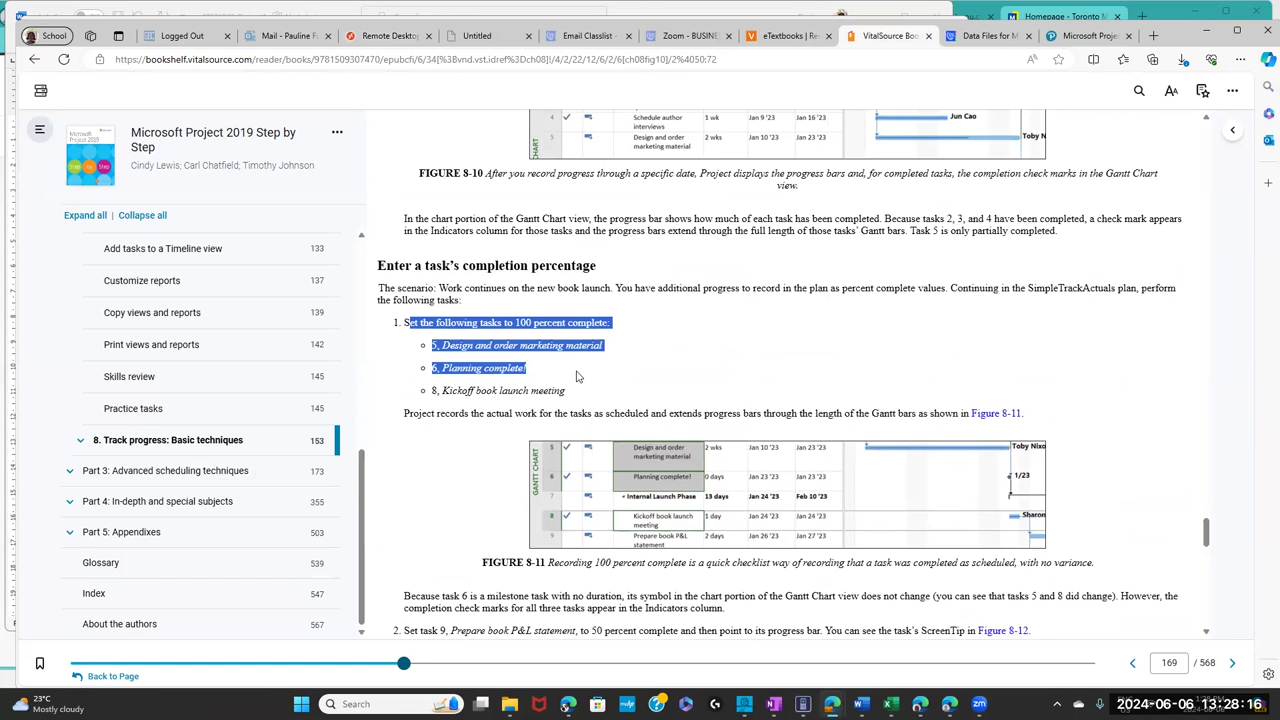 School
Logged Out
Mail - Pauline
Remote Desktop
Untitled
Email Classlist -
Zoom - BUSINE
eTextbooks | Re
VitalSource Boo
Data Files for M
Microsoft Proje
Homepage - Toronto M
https://bookshelf.vitalsource.com/reader/books/9781509307470/epubcfi/6/34[%3Bvnd.vst.idref%3Dch08]!/4/2/22/12/6/2/6[ch08fig10]/2%4050:72
Microsoft Project 2019 Step by
Step
Cindy Lewis; Carl Chatfield; Timothy Johnson
Expand all
Collapse all
Add tasks to a Timeline view 133
Customize reports 137
Copy views and reports 139
Print views and reports 142
Skills review 145
Practice tasks 145
8. Track progress: Basic techniques 153
Part 3: Advanced scheduling techniques 173
Part 4: In-depth and special subjects 255
Part 5: Appendixes 503
Glossary 539
Index 547
About the authors 567
Back to Page
CHART
4 Schedule author interviews 1 wk Jan 9 '23 Jan 16 '23 Jun Cao
5 Design and order marketing material 2 wks Jan 10 '23 Jan 23 '23 Toby N
FIGURE 8-10 After you record progress through a specific date, Project displays the progress bars and, for completed tasks, the completion check marks in the Gantt Chart
view.
In the chart portion of the Gantt Chart view, the progress bar shows how much of each task has been completed. Because tasks 2, 3, and 4 have been completed, a check mark appears
in the Indicators column for those tasks and the progress bars extend through the full length of those tasks' Gantt bars. Task 5 is only partially completed.
Enter a task's completion percentage
The scenario: Work continues on the new book launch. You have additional progress to record in the plan as percent complete values. Continuing in the SimpleTrackActuals plan, perform
the following tasks:
1. Set the following tasks to 100 percent complete:
5, Design and order marketing material
6, Planning complete!
8, Kickoff book launch meeting
Project records the actual work for the tasks as scheduled and extends progress bars through the length of the Gantt bars as shown in Figure 8-11.
GANTT CHART
5 Design and order marketing material 2 wks Jan 10 '23 Jan 23 '23 Toby Nixo
6 Planning complete! 0 days Jan 23 '23 Jan 23 '23 1/23
7 Internal Launch Phase 13 days Jan 24 '23 Feb 10 '23
8 Kickoff book launch meeting 1 day Jan 24 '23 Jan 24 '23 Sharon
9 Prepare book P&L statement 2 days Jan 26 '23 Jan 27 '23
FIGURE 8-11 Recording 100 percent complete is a quick checklist way of recording that a task was completed as scheduled, with no variance.
Because task 6 is a milestone task with no duration, its symbol in the chart portion of the Gantt Chart view does not change (you can see that tasks 5 and 8 did change). However, the
completion check marks for all three tasks appear in the Indicators column.
2. Set task 9, Prepare book P&L statement, to 50 percent complete and then point to its progress bar. You can see the task's ScreenTip in Figure 8-12.
169 / 568
23°C
Mostly cloudy
Search
2024-06-06 13:28:16